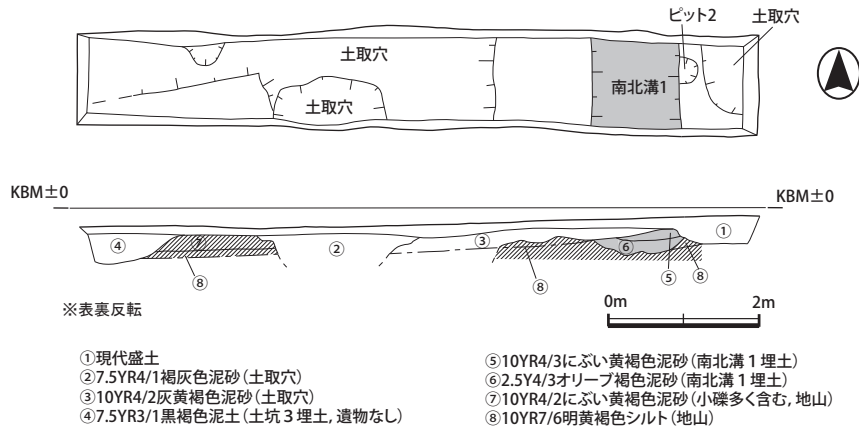 ピット2
土取穴
土取穴
南北溝1
土取穴
KBM±0
KBM±0
①
⑦
④
③
②
⑥
⑧
⑧
⑤
⑧
※表裏反転
0m
2m
①現代盛土
②7.5YR4/1褐灰色泥砂(土取穴)
③10YR4/2灰黄褐色泥砂(土取穴)
④7.5YR3/1黒褐色泥土(土坑3埋土, 遺物なし)
⑤10YR4/3にぶい黄褐色泥砂(南北溝1埋土)
⑥2.5Y4/3オリーブ褐色泥砂(南北溝1埋土)
⑦10YR4/2にぶい黄褐色泥砂(小礫多く含む, 地山)
⑧10YR7/6明黄褐色シルト(地山)